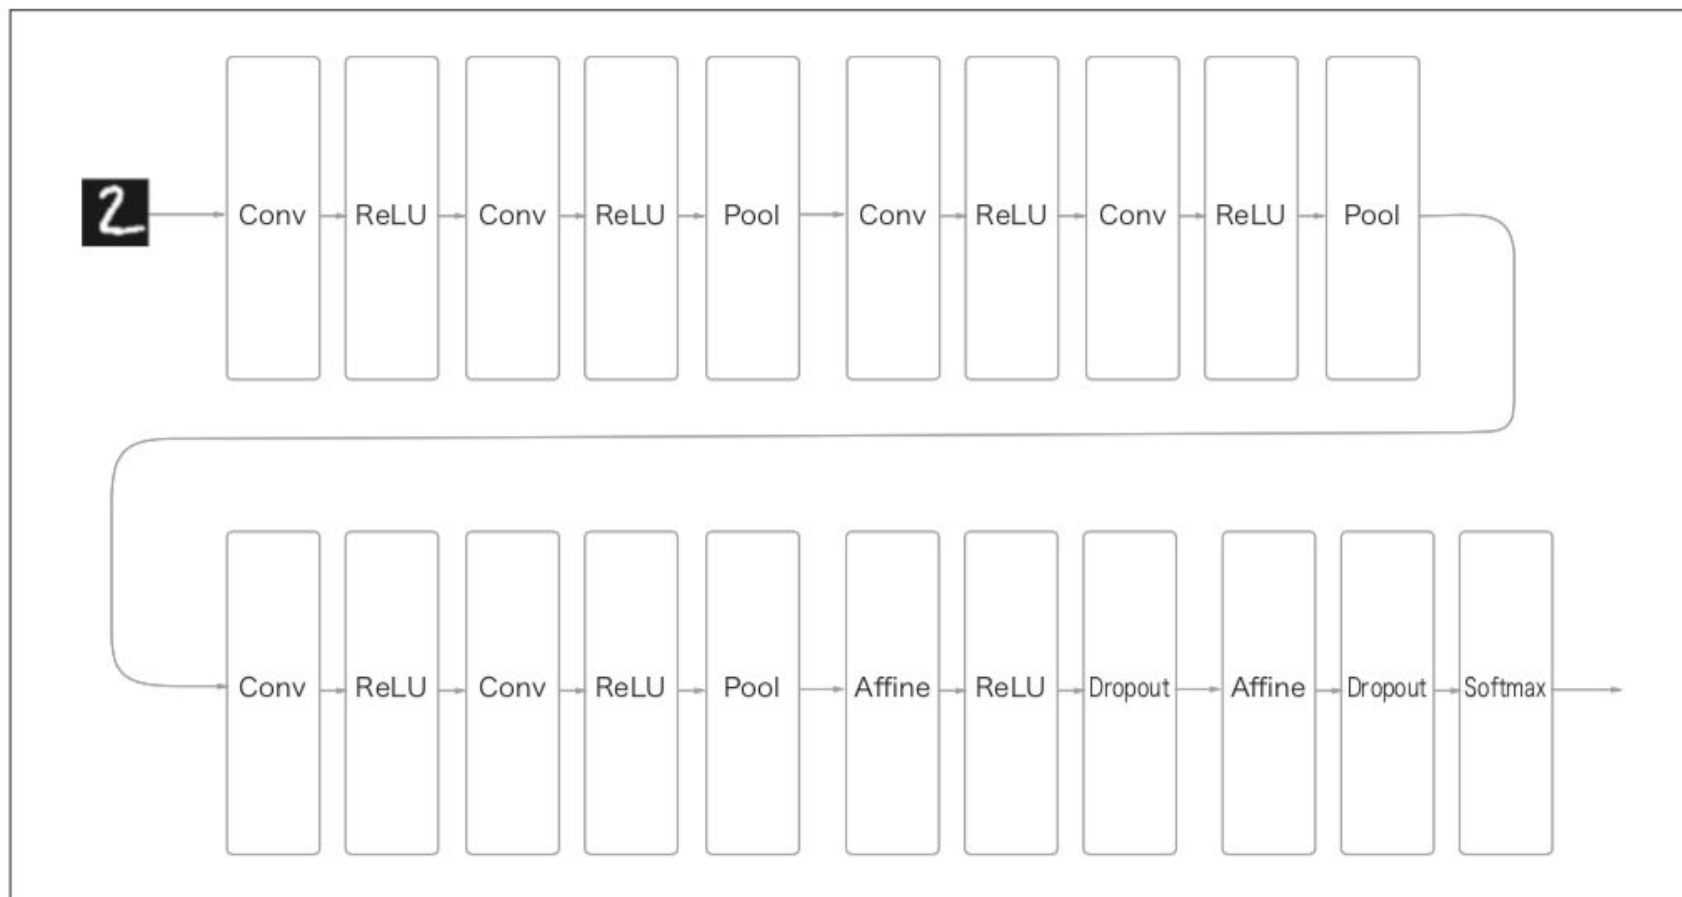 2
Conv ReLU Conv ReLU Pool Conv ReLU Conv ReLU Pool
Conv ReLU Conv ReLU Pool Affine ReLU Dropout Affine Dropout Softmax